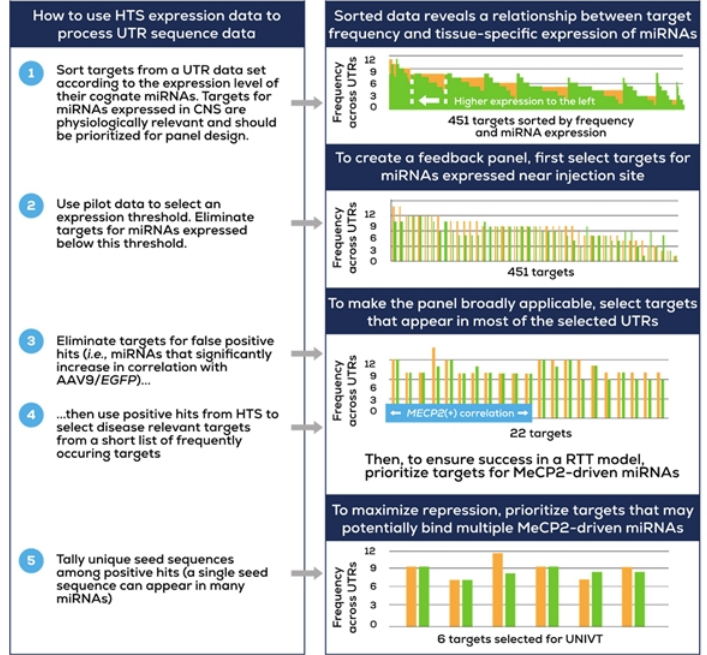 How to use HTS expression data to
process UTR sequence data
1
Sort targets from a UTR data set
according to the expression level of
their cognate miRNAs. Targets for
miRNAs expressed in CNS are
physiologically relevant and should
be prioritized for panel design.
2
Use pilot data to select an
expression threshold. Eliminate
targets for miRNAs expressed
below this threshold.
3
Eliminate targets for false positive
hits (i.e., miRNAs that significantly
increase in correlation with
AAV9/EGFP)...
4
...then use positive hits from HTS to
select disease relevant targets
from a short list of frequently
occuring targets
5
Tally unique seed sequences
among positive hits (a single seed
sequence can appear in many
miRNAs)
Sorted data reveals a relationship between target
frequency and tissue-specific expression of miRNAs
Frequency
across UTRs
12
9
6
3
0
Higher expression to the left
451 targets sorted by frequency
and miRNA expression
To create a feedback panel, first select targets for
miRNAs expressed near injection site
Frequency
across UTRs
12
9
6
3
0
451 targets
To make the panel broadly applicable, select targets
that appear in most of the selected UTRs
Frequency
across UTRs
12
9
6
3
0
MECP2(+) correlation
22 targets
Then, to ensure success in a RTT model,
prioritize targets for MeCP2-driven miRNAs
To maximize repression, prioritize targets that may
potentially bind multiple MeCP2-driven miRNAs
Frequency
across UTRs
12
9
6
3
0
6 targets selected for UNIVT